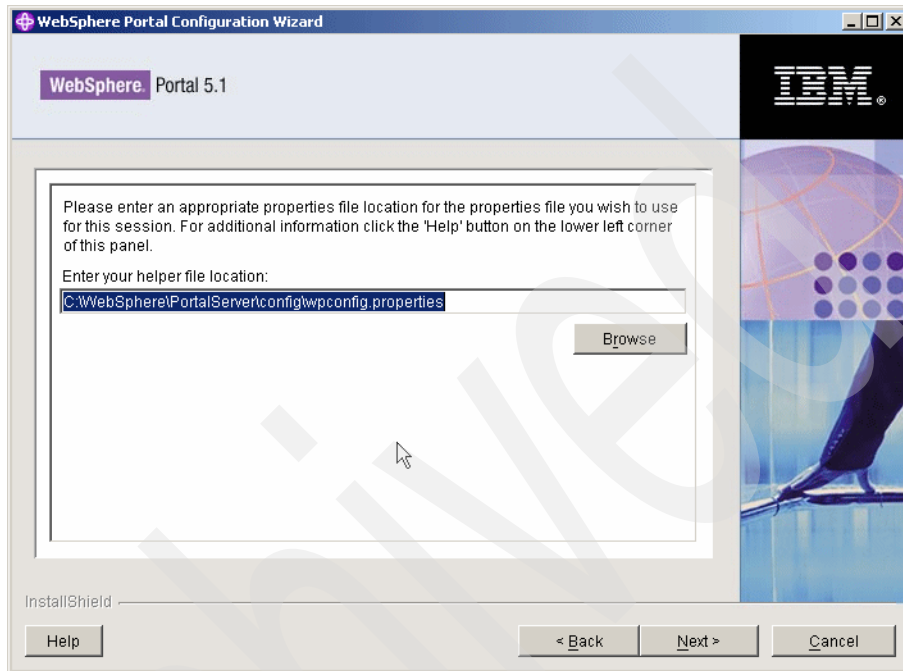 WebSphere Portal Configuration Wizard
WebSphere. Portal 5.1
IBM®
Please enter an appropriate properties file location for the properties file you wish to use
for this session. For additional information click the 'Help' button on the lower left corner
of this panel.
Enter your helper file location:
C:\WebSphere\PortalServer\config\wpconfig.properties
Browse
InstallShield
Help
< Back
Next >
Cancel